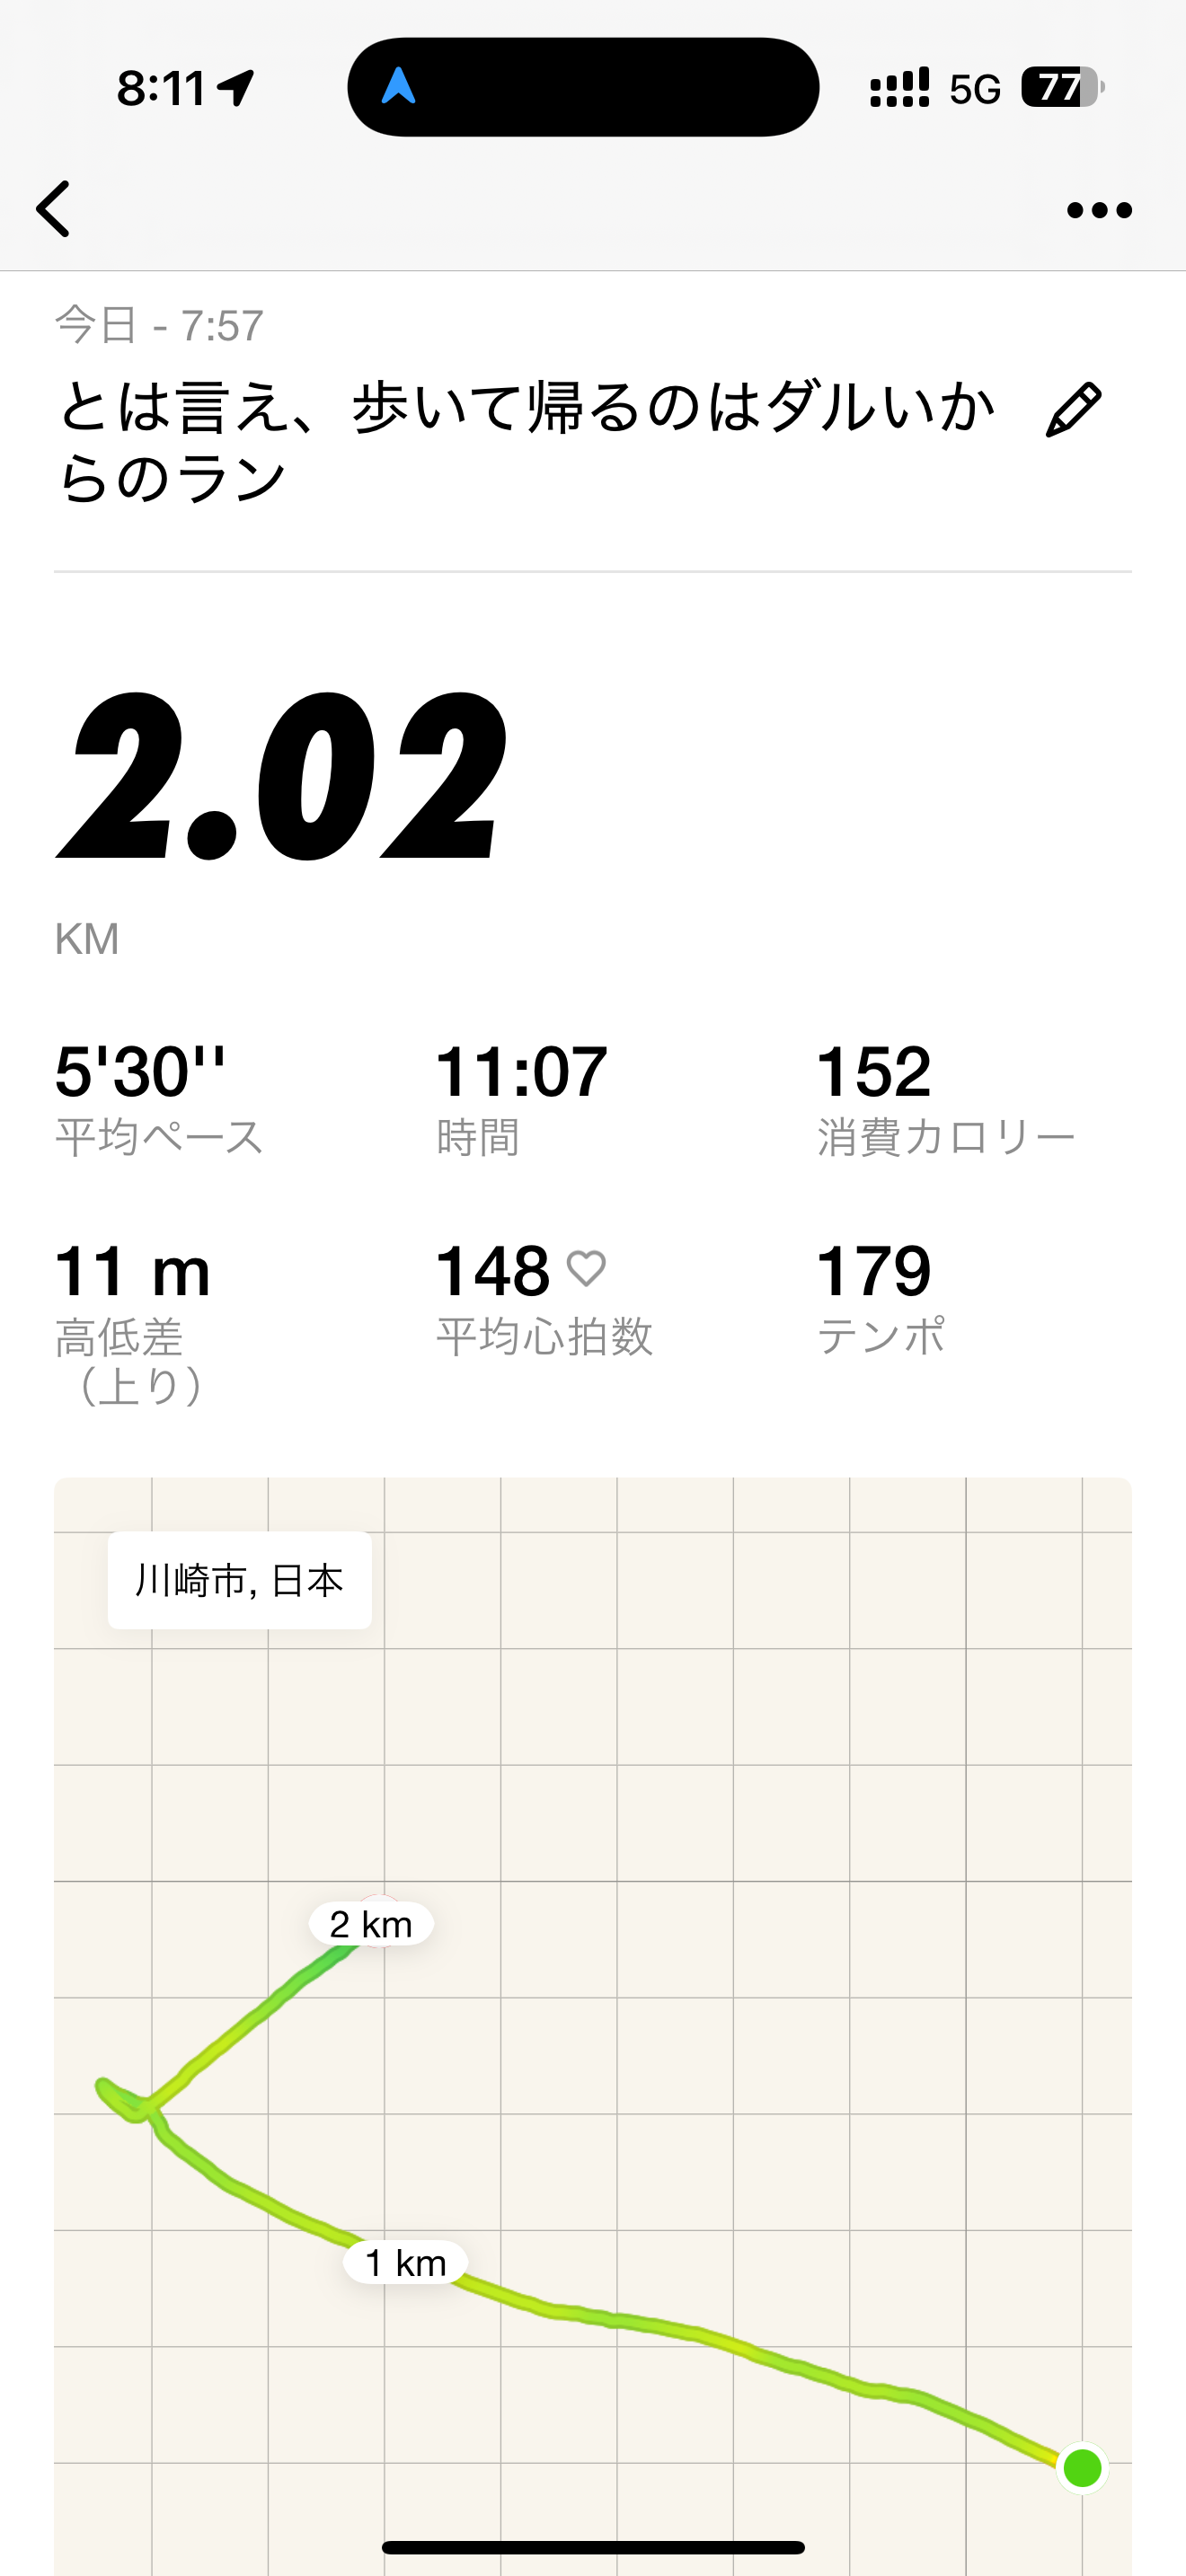 8:11
5G
77
今日 - 7:57
とは言え、歩いて帰るのはダルいか
らのラン
2.02
KM
5'30''
11:07
152
平均ペース
時間
消費カロリー
11 m
148
179
高低差
（上り）
平均心拍数
テンポ
川崎市, 日本
2 km
1 km